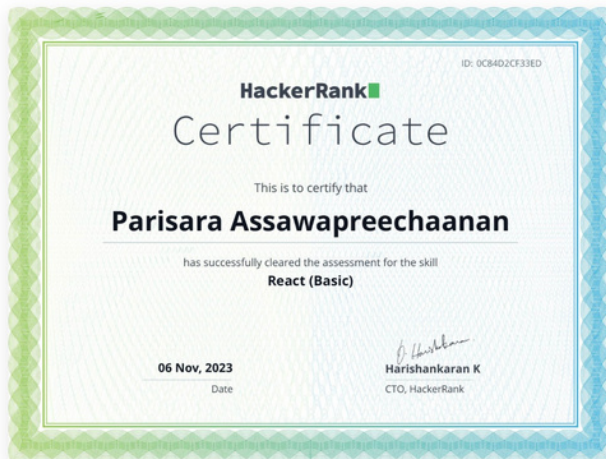 ID: 0C84D2CF33ED
HackerRank
Certificate
This is to certify that
Parisara Assawapreechaanan
has successfully cleared the assessment for the skill
React (Basic)
06 Nov, 2023
Date
Harishankaran K
CTO, HackerRank